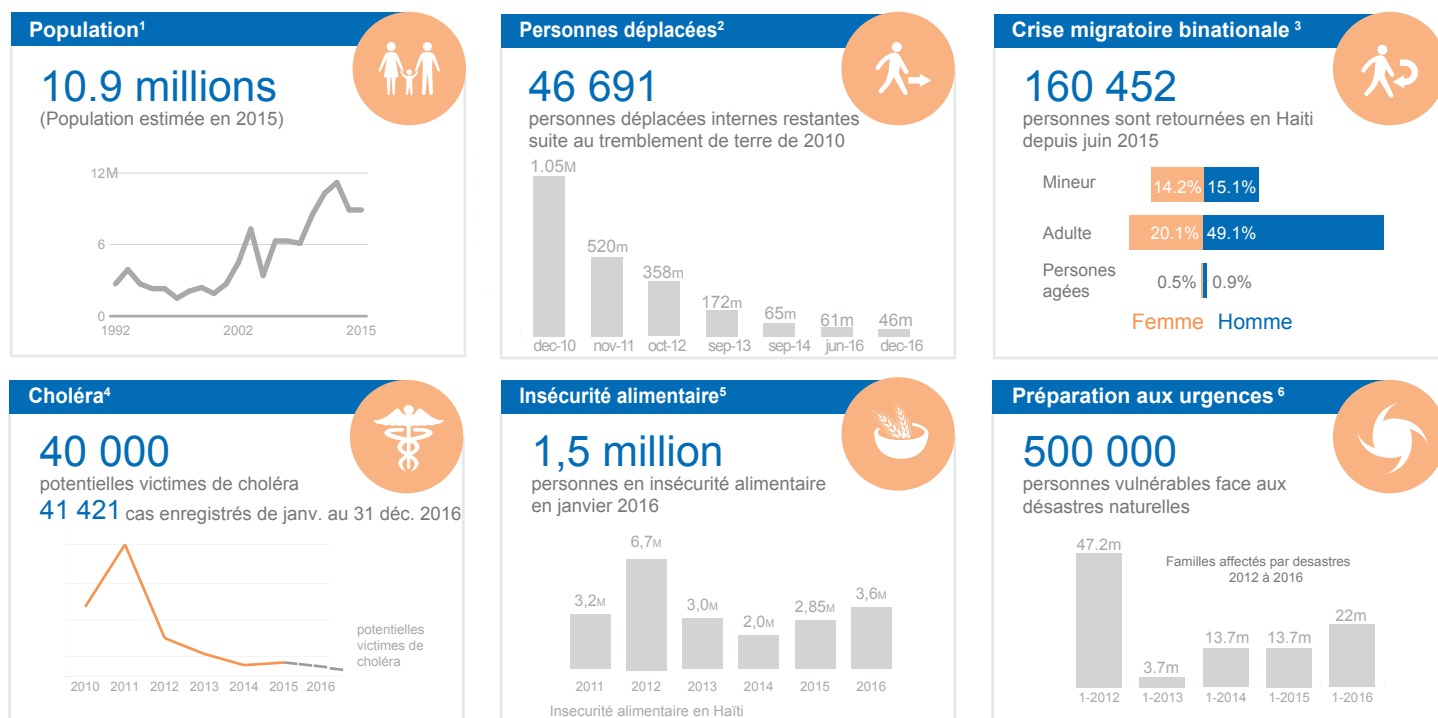 Population¹
10.9 millions
(Population estimée en 2015)
12M
6
0
1992
2002
2015
Personnes déplacées²
46 691
personnes déplacées internes restantes
suite au tremblement de terre de 2010
1.05M
520m
358m
172m
65m
61m
46m
dec-10
nov-11
oct-12
sep-13
sep-14
jun-16
dec-16
Crise migratoire binationale ³
160 452
personnes sont retournées en Haiti
depuis juin 2015
Mineur
14.2% 15.1%
Adulte
20.1% 49.1%
Persones
agées
0.5% 0.9%
Femme Homme
Choléra⁴
40 000
potentielles victimes de choléra
41 421 cas enregistrés de janv. au 31 déc. 2016
potentielles
victimes de
choléra
2010 2011 2012 2013 2014 2015 2016
Insécurité alimentaire⁵
1,5 million
personnes en insécurité alimentaire
en janvier 2016
3,2M
6,7M
3,0M
2,0M
2,85M
3,6M
2011 2012 2013 2014 2015 2016
Insecurité alimentaire en Haïti
Préparation aux urgences ⁶
500 000
personnes vulnérables face aux
désastres naturelles
Familles affectés par desastres
2012 à 2016
47.2m
3.7m
13.7m
13.7m
22m
1-2012 1-2013 1-2014 1-2015 1-2016